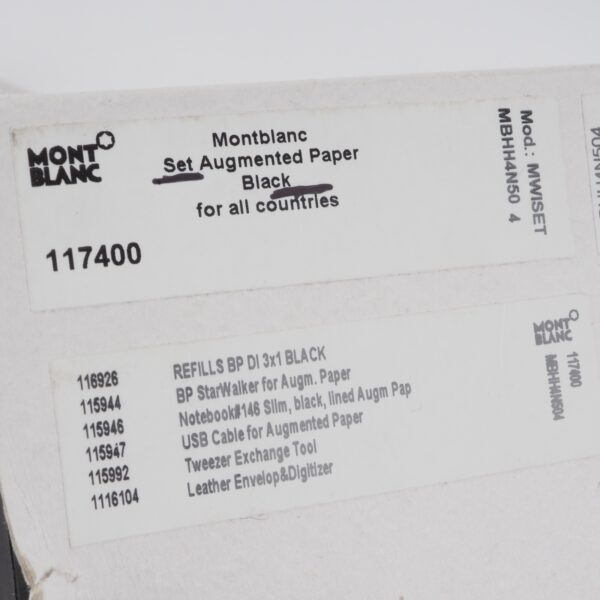 MONT
BLANC
Montblanc
Set Augmented Paper
Black
for all countries
117400
Mod.: MWISET
MBHH4N50 4
116926 REFILLS BP DI 3x1 BLACK
115944 BP StarWalker for Augm. Paper
115946 Notebook#146 Slim, black, lined Augm Pap
115947 USB Cable for Augmented Paper
115992 Tweezer Exchange Tool
1116104 Leather Envelop&Digitizer
MONT
BLANC
117400
MBHH4N504